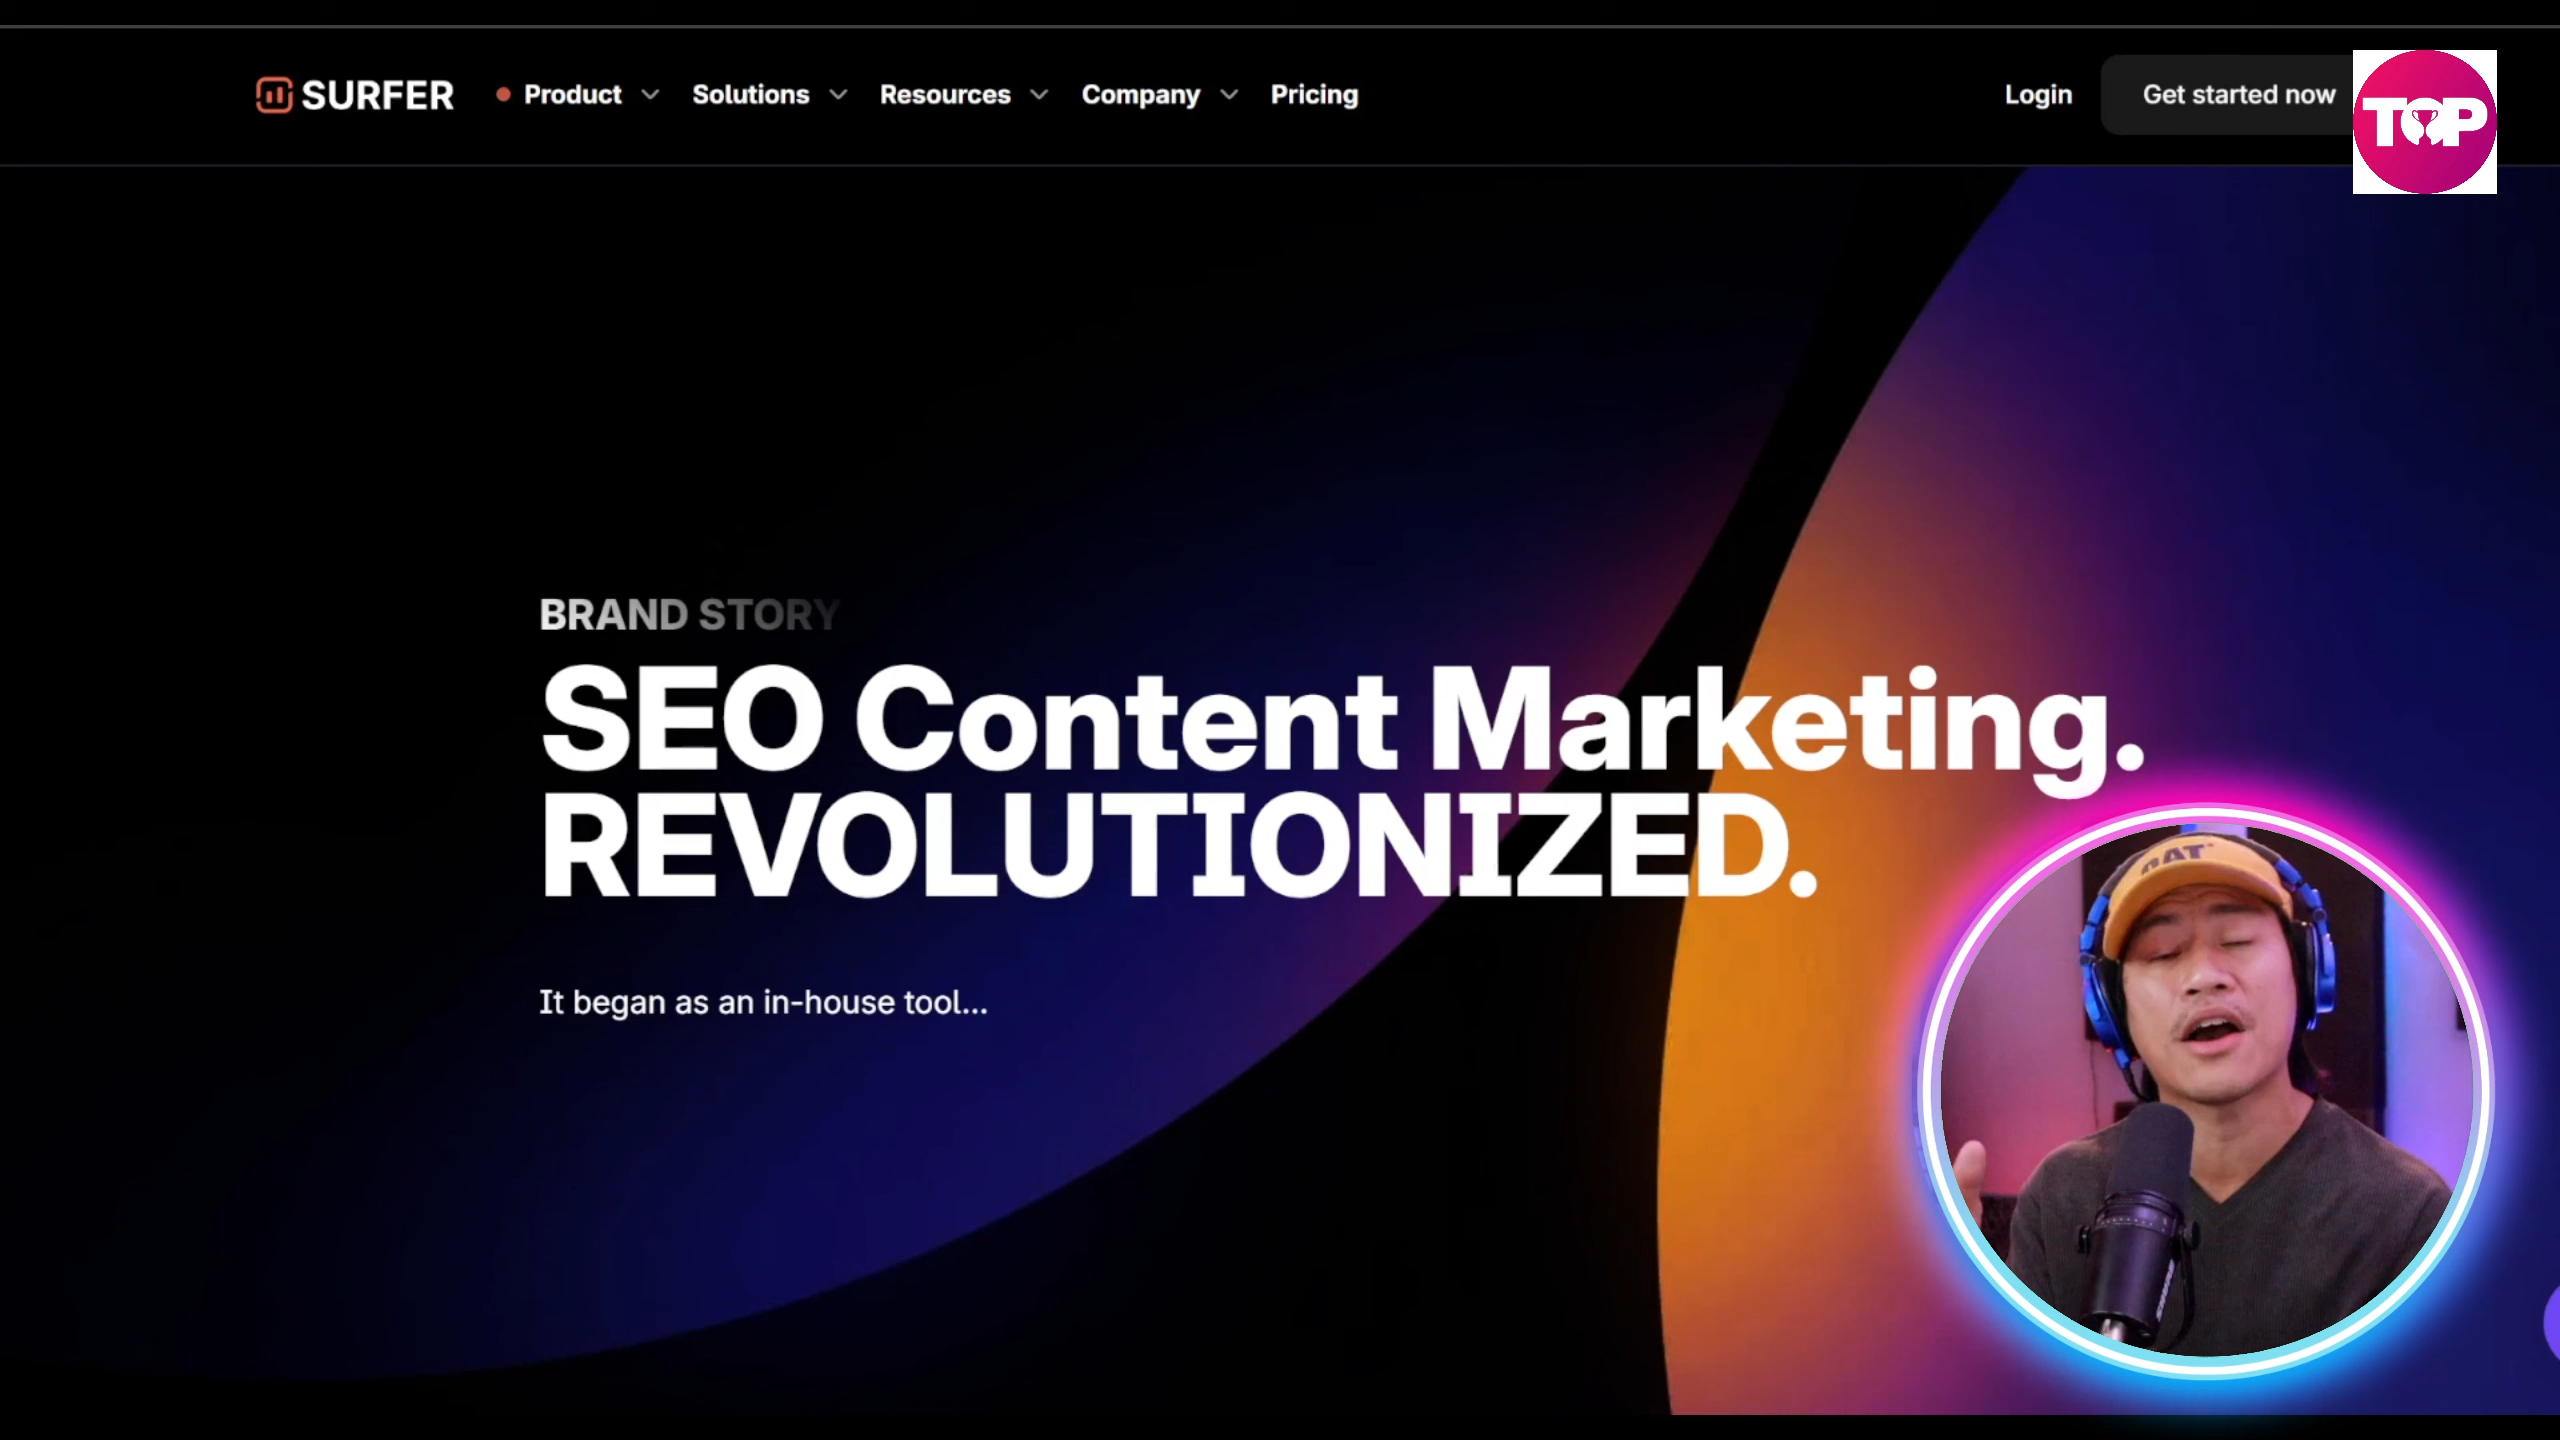 SURFER
Product
Solutions
Resources
Company
Pricing
Login
Get started now
TOP
BRAND STORY
SEO Content Marketing.
REVOLUTIONIZED.
It began as an in-house tool...
CAT